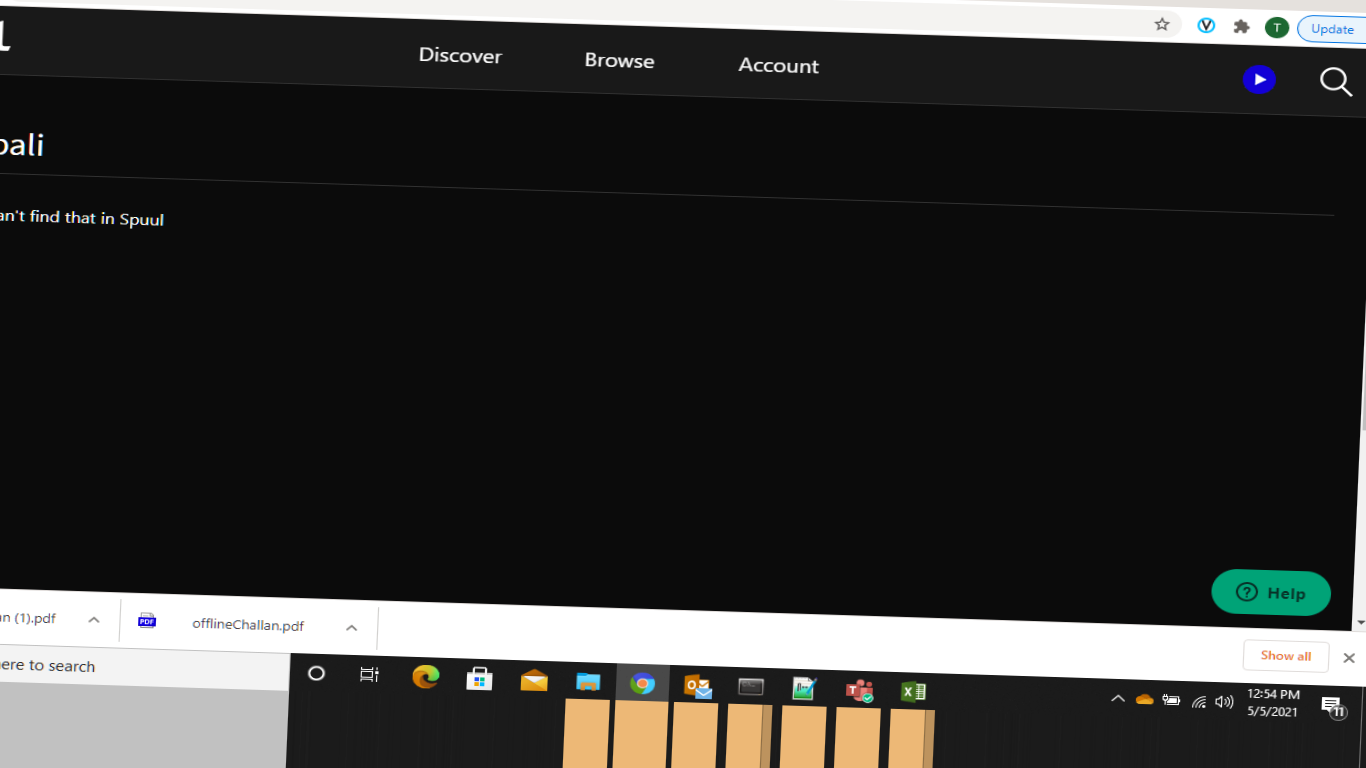 Update
T
Discover
Browse
Account
pali
an't find that in Spuul
Help
n (1).pdf
PDF
offlineChallan.pdf
Show all
ere to search
12:54 PM
5/5/2021
11